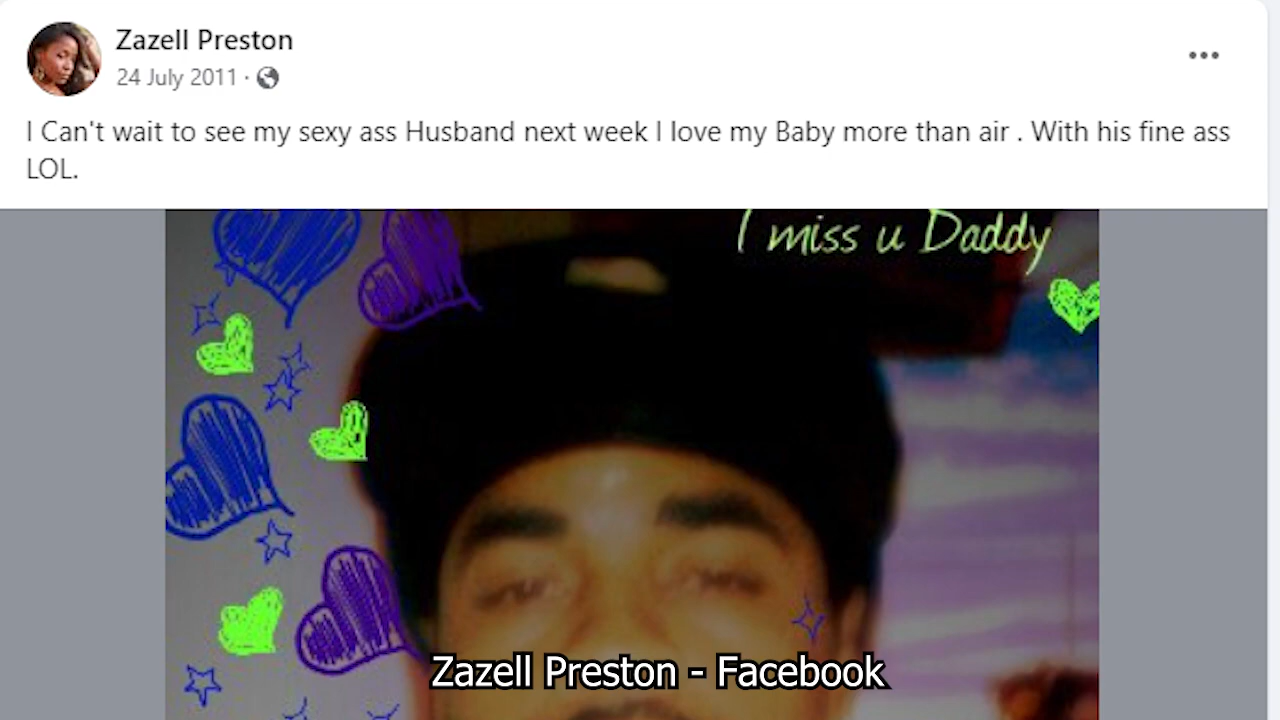 Zazell Preston
24 July 2011 ·
I Can't wait to see my sexy ass Husband next week I love my Baby more than air . With his fine ass
LOL.
I miss u Daddy
Zazell Preston - Facebook